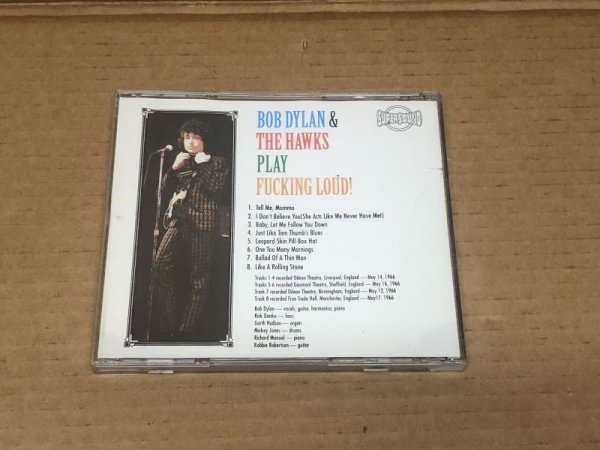 BOB DYLAN &
THE HAWKS
PLAY
FUCKING LOUD!
SUPERSOUND
1. Tell Me, Momma
2. I Don't Believe You(She Acts Like We Never Have Met)
3. Baby, Let Me Follow You Down
4. Just Like Tom Thumb's Blues
5. Leopard-Skin Pill-Box Hat
6. One Too Many Mornings
7. Ballad Of A Thin Man
8. Like A Rolling Stone
Tracks 1-4 recorded Odeon Theatre, Liverpool, England — May 14, 1966
Tracks 5-6 recorded Gaumont Theatre, Sheffield, England — May 16, 1966
Track 7 recorded Odeon Theatre, Birmingham, England — May 12, 1966
Track 8 recorded Free Trade Hall, Manchester, England — May17, 1966
Bob Dylan — vocals, guitar, harmonica, piano
Rick Danko — bass
Garth Hudson — organ
Mickey Jones — drums
Richard Manuel — piano
Robbie Robertson — guitar